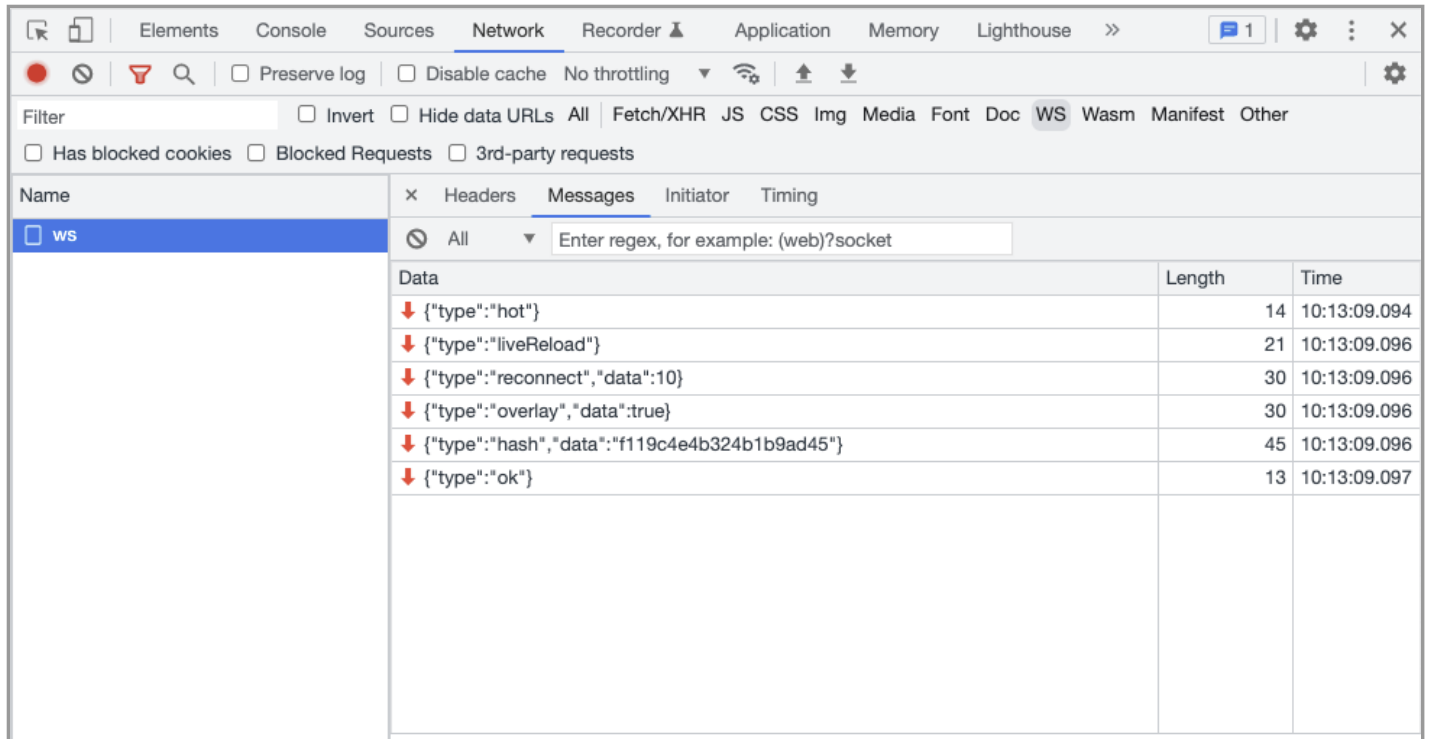 Elements Console Sources Network Recorder Application Memory Lighthouse » 1
Preserve log Disable cache No throttling
Filter Invert Hide data URLs All Fetch/XHR JS CSS Img Media Font Doc WS Wasm Manifest Other
Has blocked cookies Blocked Requests 3rd-party requests
Name × Headers Messages Initiator Timing
ws All Enter regex, for example: (web)?socket
Data Length Time
{"type":"hot"} 14 10:13:09.094
{"type":"liveReload"} 21 10:13:09.096
{"type":"reconnect","data":10} 30 10:13:09.096
{"type":"overlay","data":true} 30 10:13:09.096
{"type":"hash","data":"f119c4e4b324b1b9ad45"} 45 10:13:09.096
{"type":"ok"} 13 10:13:09.097